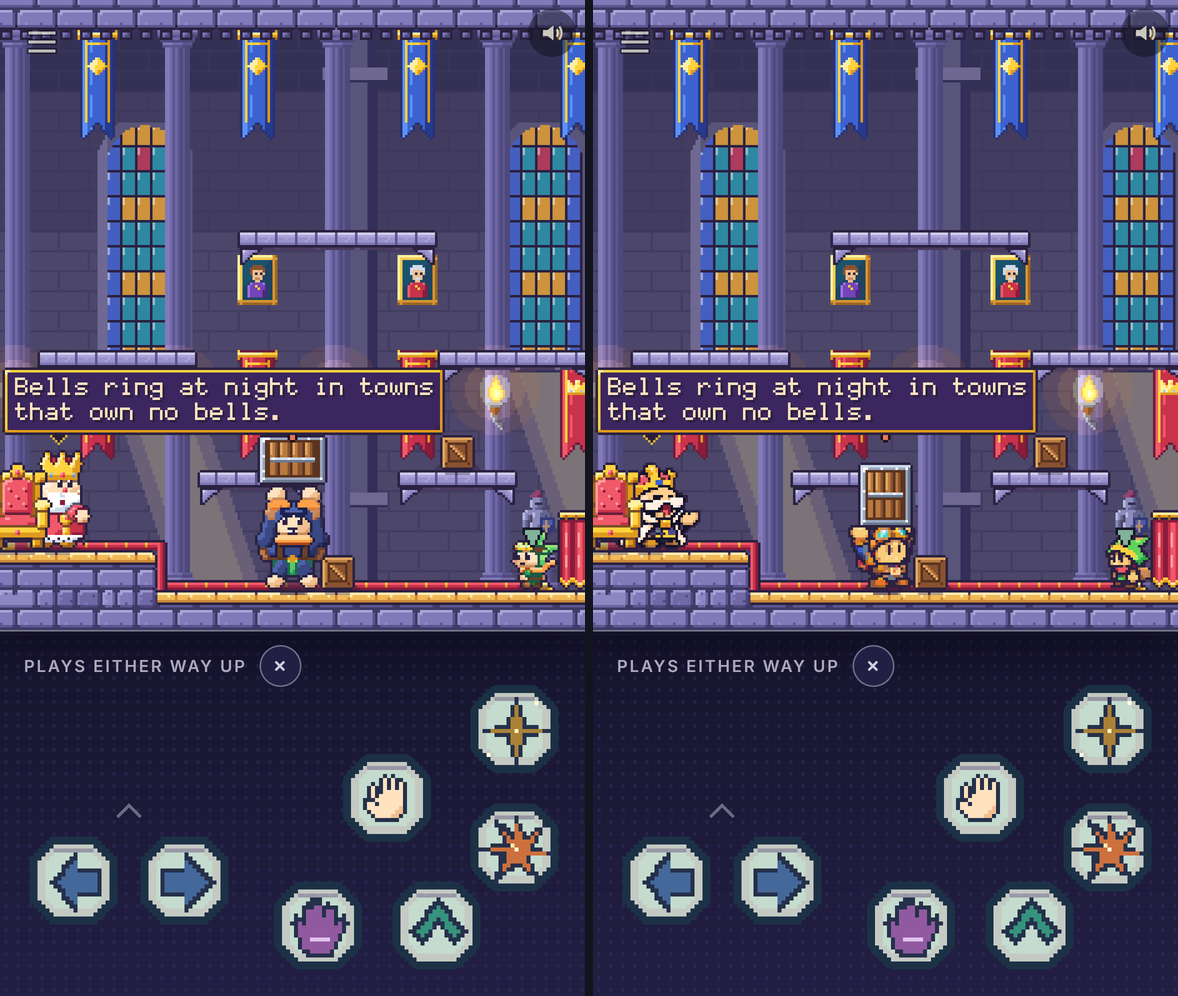 Bells ring at night in towns
that own no bells.
Bells ring at night in towns
that own no bells.
PLAYS EITHER WAY UP
PLAYS EITHER WAY UP